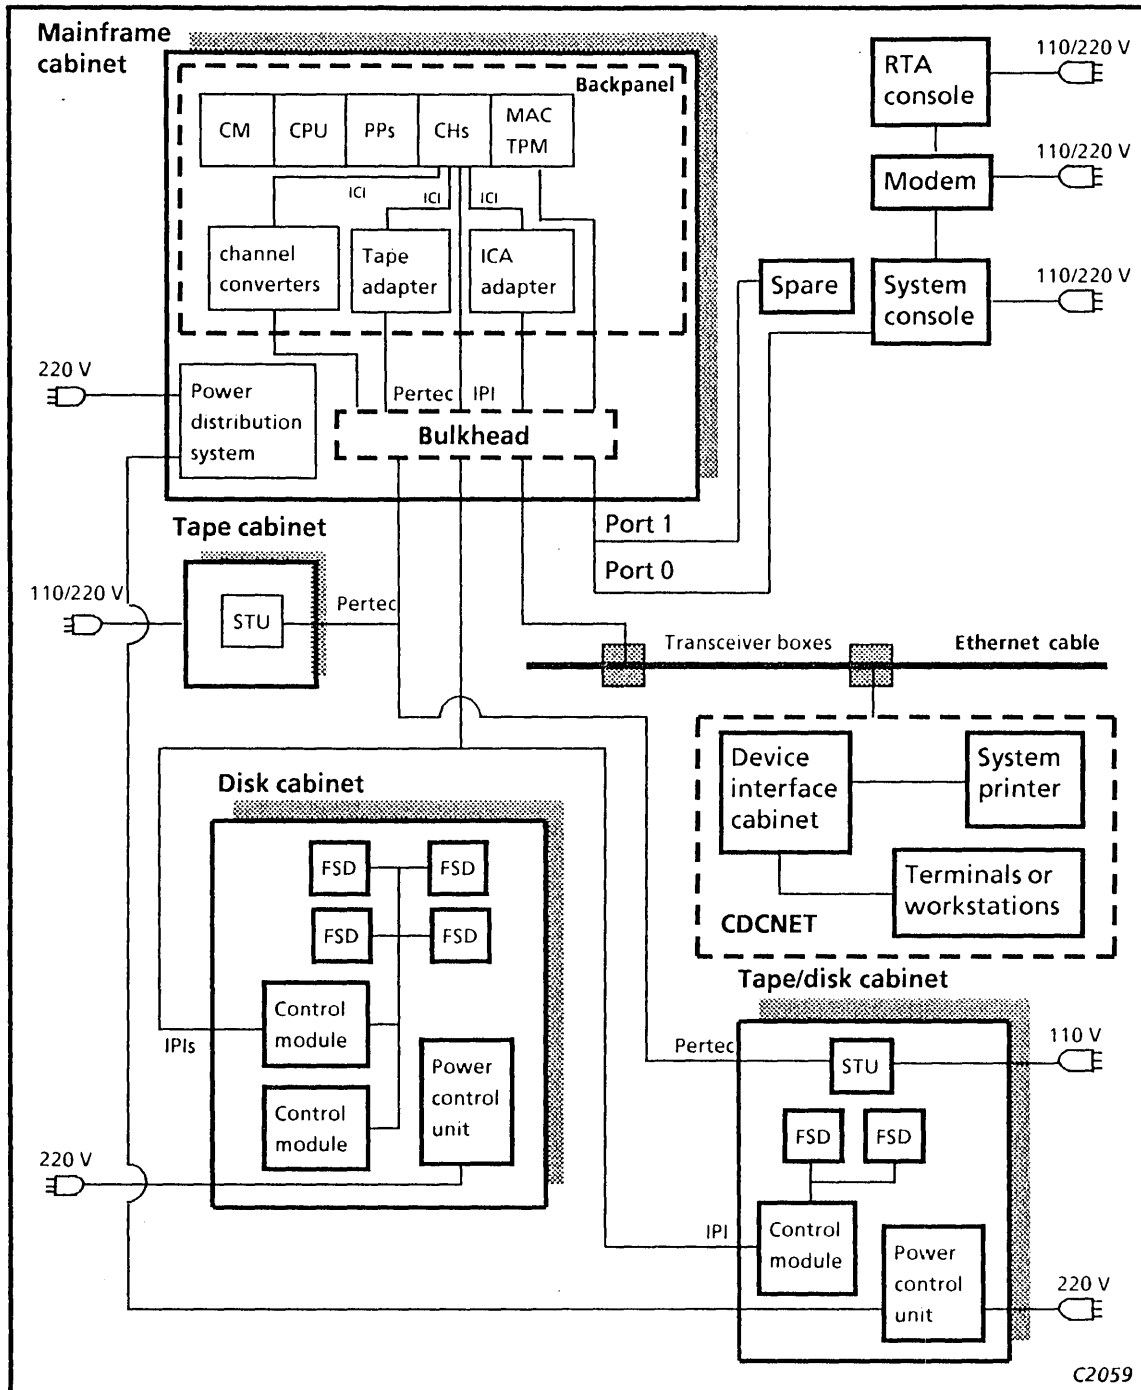 Mainframe
cabinet
Backpanel
CM
CPU
PPs
CHs
MAC
TPM
ICI
ICI
ICI
channel
converters
Tape
adapter
ICA
adapter
220 V
Power
distribution
system
Pertec
IPI
Bulkhead
RTA
console
110/220 V
Modem
110/220 V
Spare
System
console
110/220 V
Port 1
Port 0
Tape cabinet
110/220 V
STU
Pertec
Transceiver boxes
Ethernet cable
Device
interface
cabinet
System
printer
Terminals or
workstations
CDCNET
Disk cabinet
FSD
FSD
FSD
FSD
Control
module
IPIs
Control
module
Power
control
unit
220 V
Tape/disk cabinet
Pertec
STU
110 V
FSD
FSD
IPI
Control
module
Power
control
unit
220 V
C2059